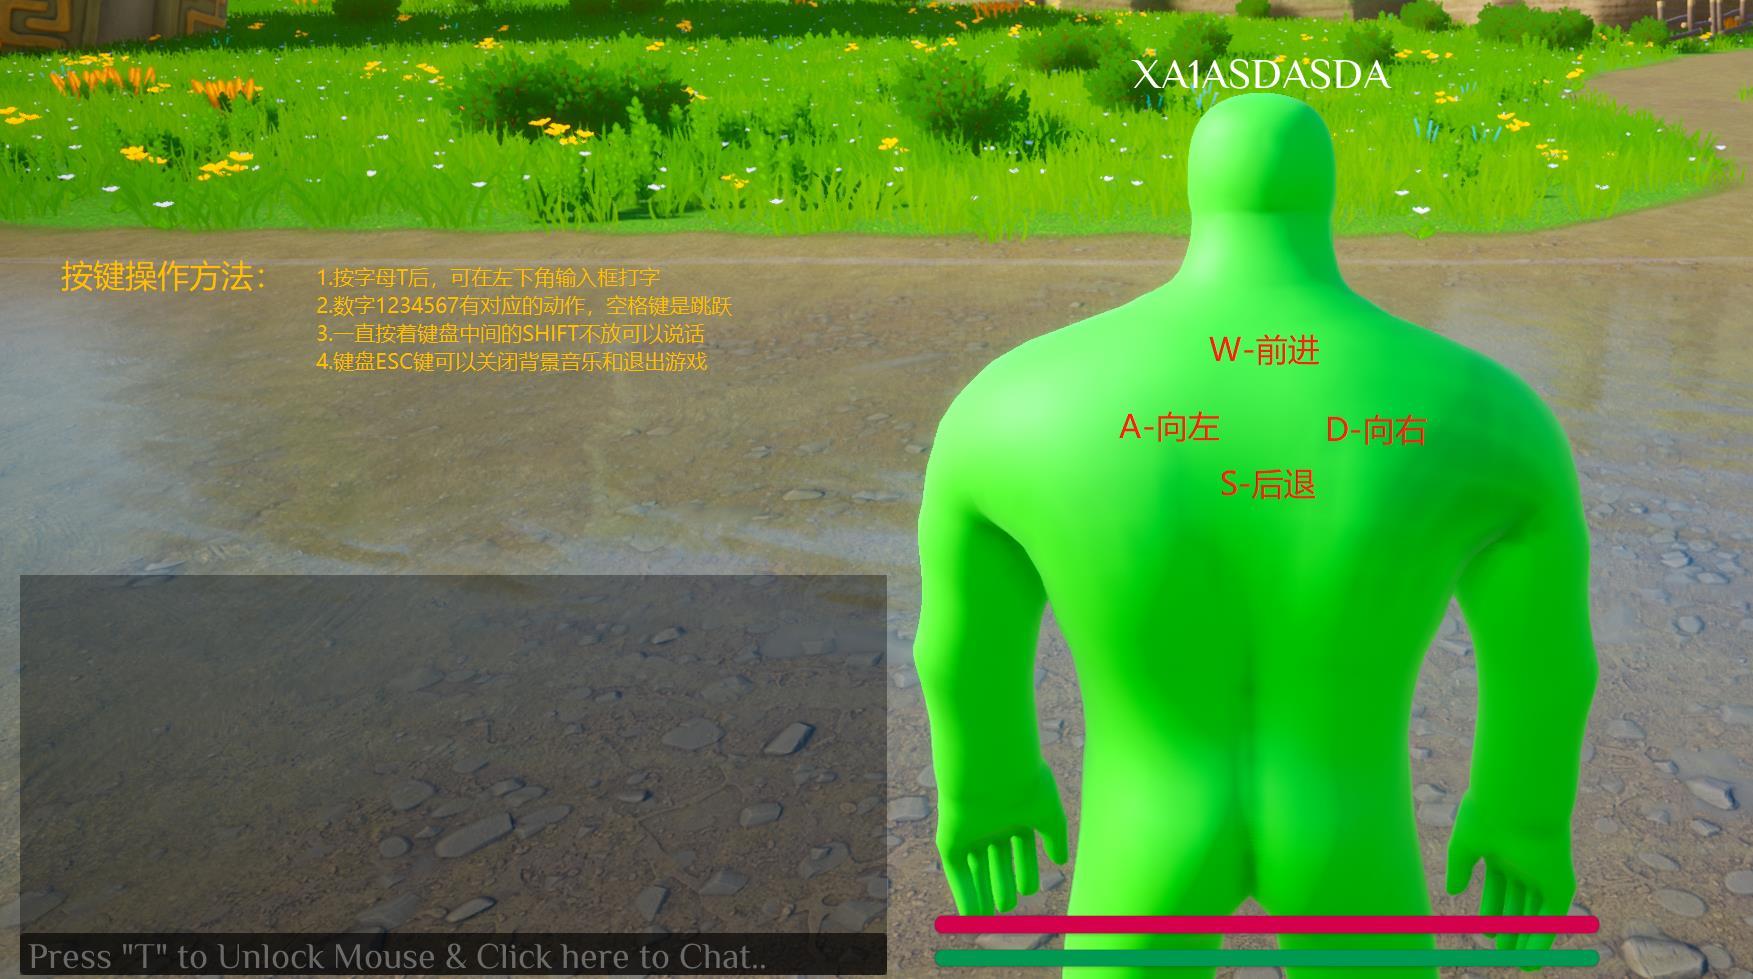 XA1ASDASDA
按键操作方法：
1.按字母T后，可在左下角输入框打字
2.数字1234567有对应的动作，空格键是跳跃
3.一直按着键盘中间的SHIFT不放可以说话
4.键盘ESC键可以关闭背景音乐和退出游戏
W-前进
A-向左
D-向右
S-后退
Press "T" to Unlock Mouse & Click here to Chat..